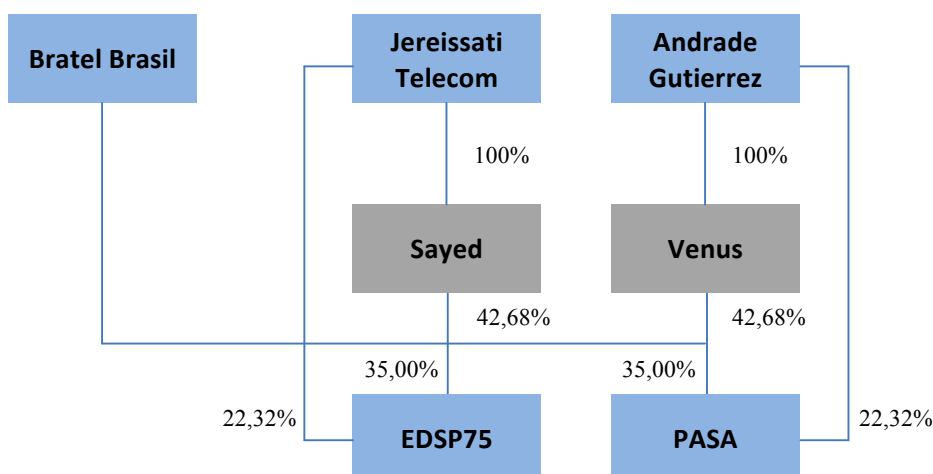 Bratel Brasil
Jereissati
Telecom
Andrade
Gutierrez
100%
100%
Sayed
Venus
42,68%
42,68%
35,00%
35,00%
22,32%
EDSP75
PASA
22,32%